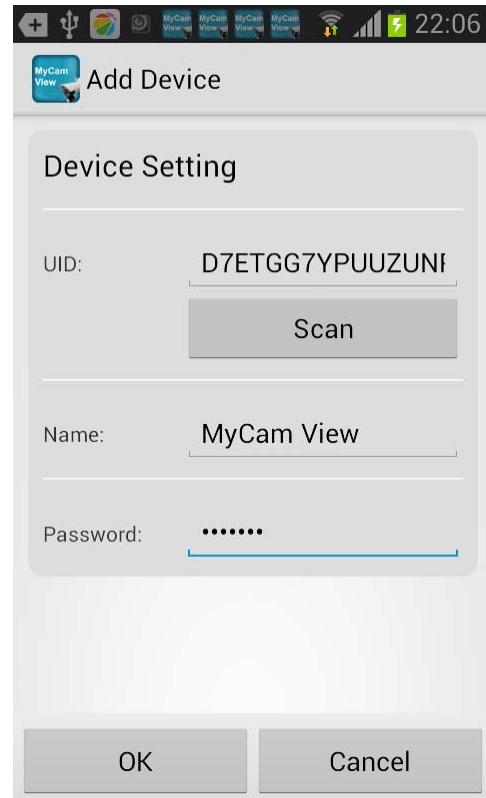 22:06
MyCam View Add Device
Device Setting
UID: D7ETGG7YPUUZUN
Scan
Name: MyCam View
Password: •••••••
OK Cancel